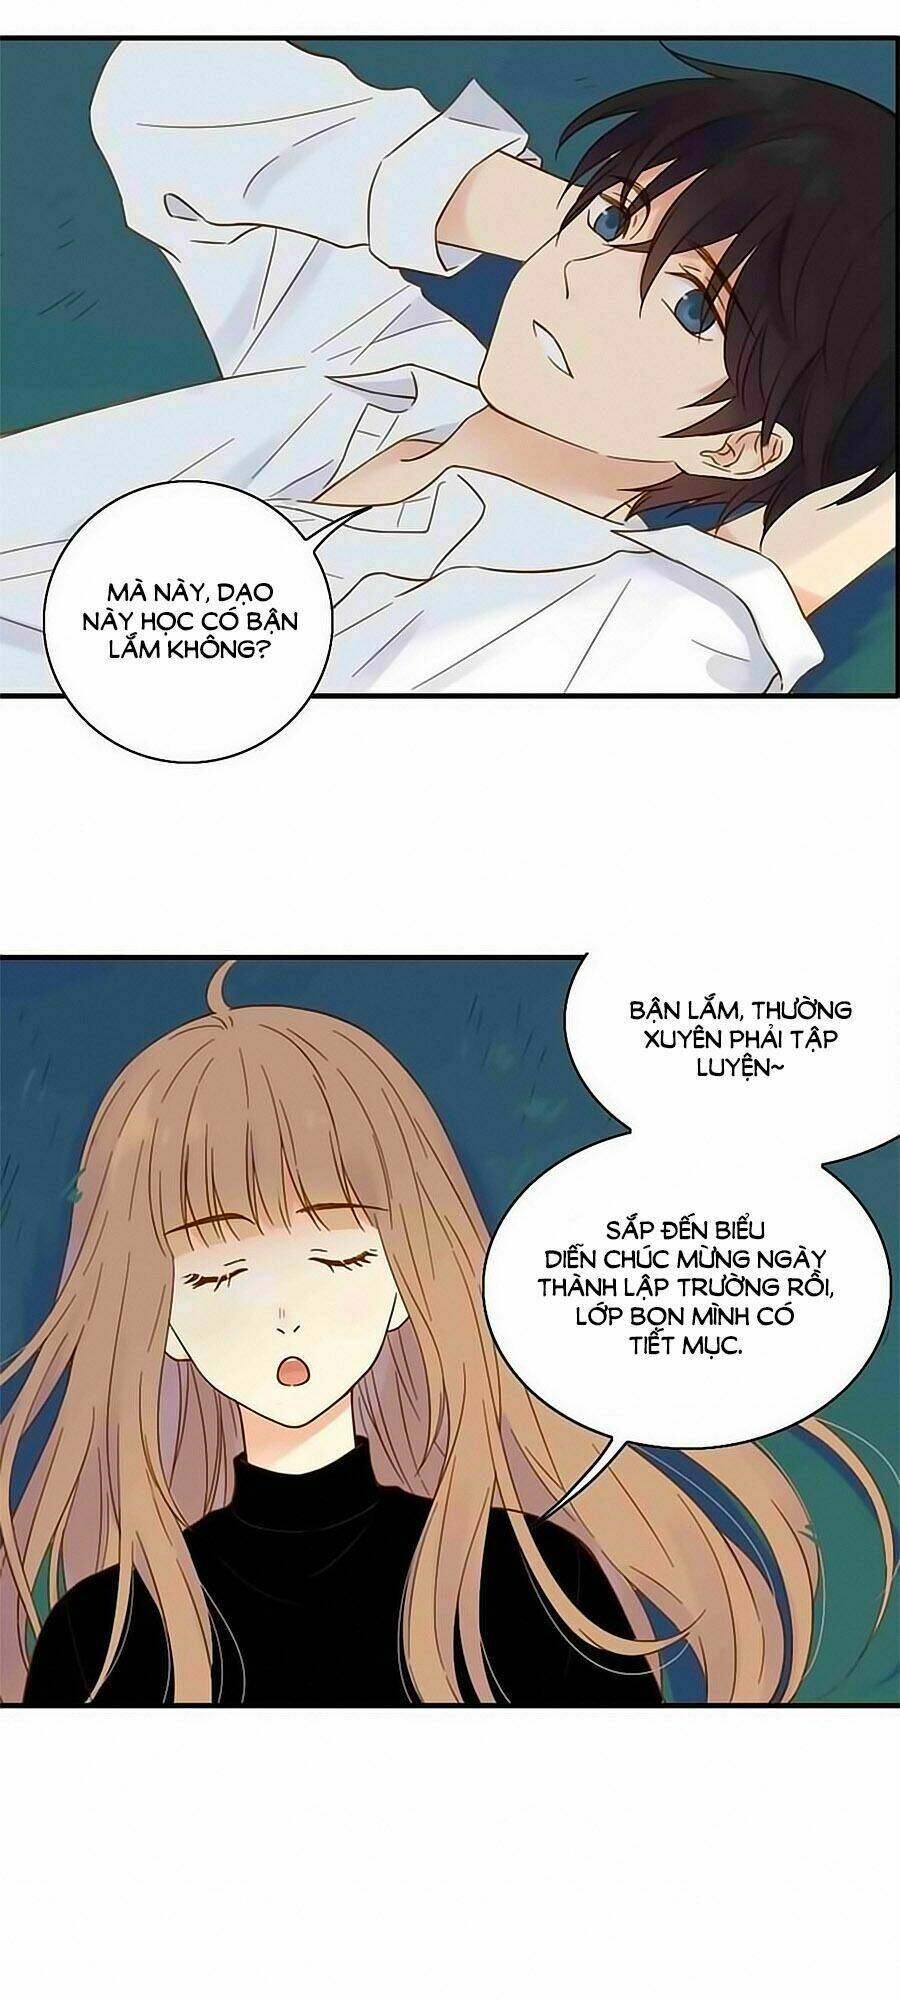 MÀ NÀY, DẠO
NÀY HỌC CÓ BẬN
LẮM KHÔNG?
BẬN LẮM, THƯỜNG
XUYÊN PHẢI TẬP
LUYỆN~
SẮP ĐẾN BIỂU
DIỄN CHÚC MỪNG NGÀY
THÀNH LẬP TRƯỜNG RỒI,
LỚP BỌN MÌNH CÓ
TIẾT MỤC.